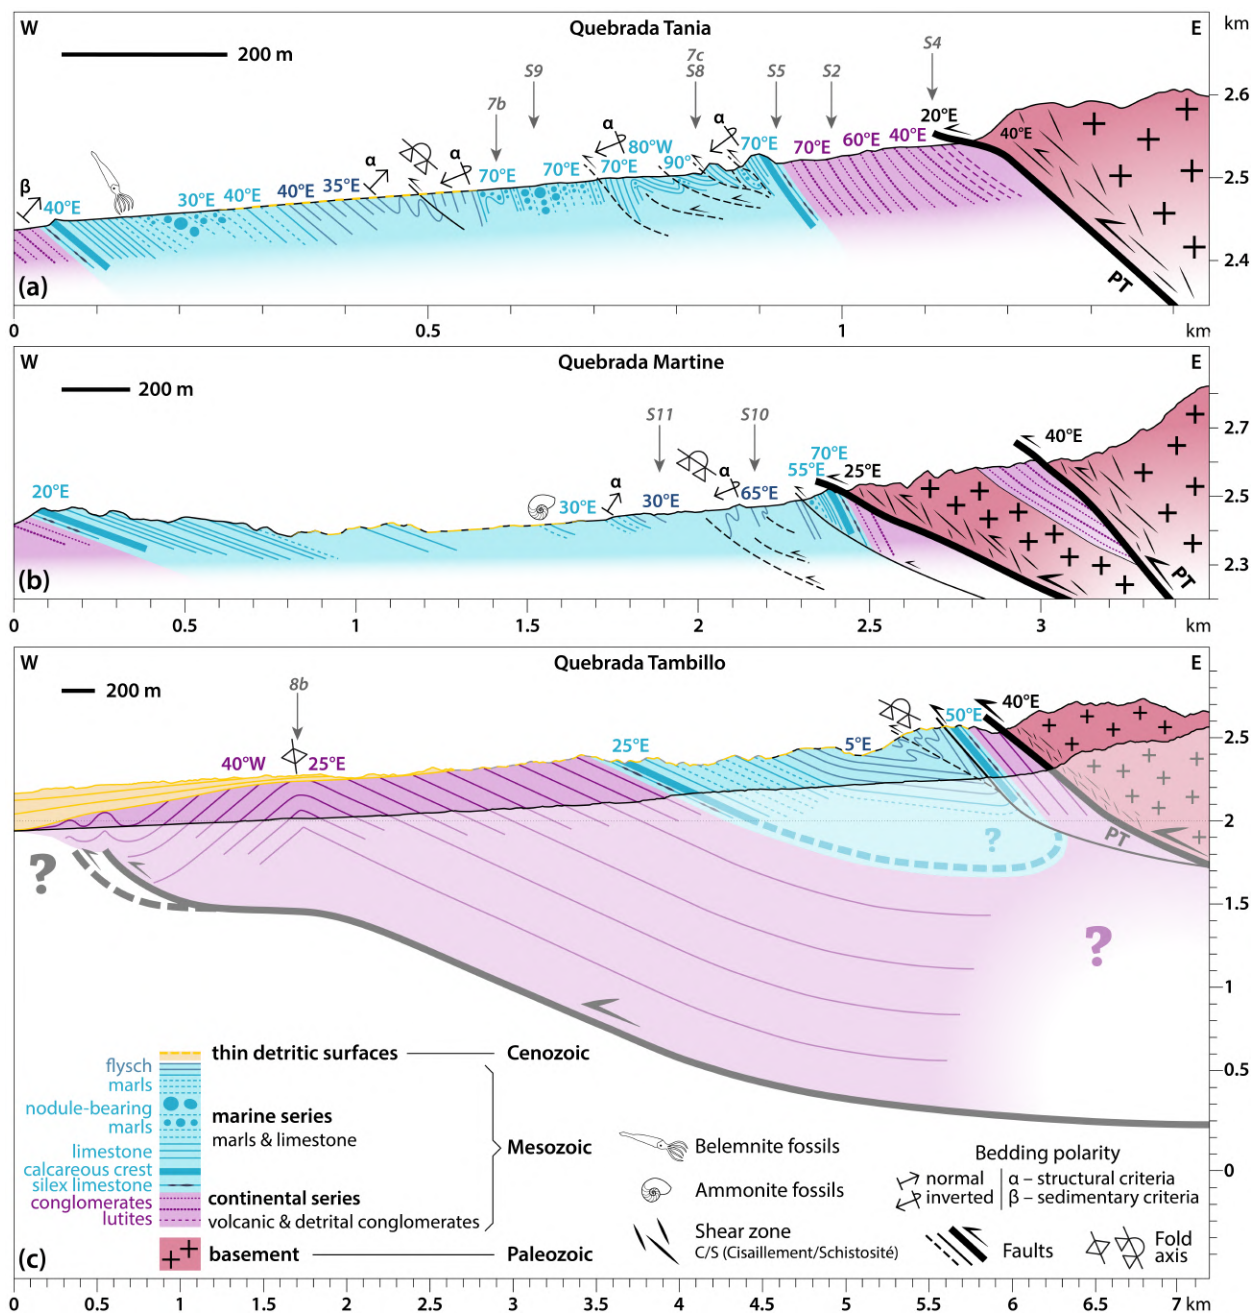 W Quebrada Tania E km
200 m
7c
S9 S8 S5 S2 S4
7b
2.6
β 40°E 30°E 40°E 40°E 35°E α α 70°E 70°E α 70°E 80°W 90° α 70°E 70°E 60°E 40°E 20°E 40°E
2.5
2.4
PT
(a)
0 0.5 1 km
W Quebrada Martine E
200 m
S11 S10
2.7
20°E 30°E α 30°E α 65°E 55°E 70°E 25°E 40°E
2.5
2.3
PT
(b)
0 0.5 1 1.5 2 2.5 3 km
W Quebrada Tambillo E
200 m
8b
40°W 25°E 25°E 5°E 50°E 40°E
2.5
2
PT
? ?
1.5
?
1
0.5
0
thin detritic surfaces Cenozoic
flysch
marls
nodule-bearing
marls
marine series
marls & limestone
Mesozoic
limestone
calcareous crest
silex limestone
conglomerates
lutites
continental series
volcanic & detrital conglomerates
basement Paleozoic
Belemnite fossils
Ammonite fossils
Shear zone
C/S (Cisaillement/Schistosité)
Bedding polarity
normal α – structural criteria
inverted β – sedimentary criteria
Faults
Fold
axis
(c)
0 0.5 1 1.5 2 2.5 3 3.5 4 4.5 5 5.5 6 6.5 7 km